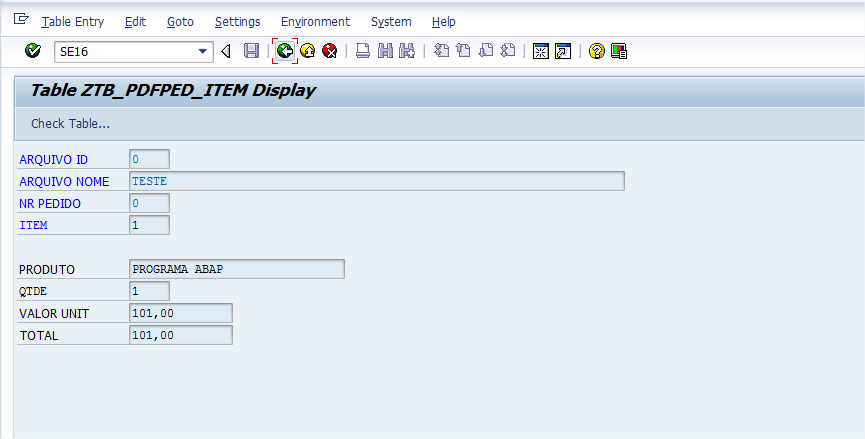 Table Entry Edit Goto Settings Environment System Help
SE16
Table ZTB_PDFPED_ITEM Display
Check Table...
ARQUIVO ID 0
ARQUIVO NOME TESTE
NR PEDIDO 0
ITEM 1
PRODUTO PROGRAMA ABAP
QTDE 1
VALOR UNIT 101,00
TOTAL 101,00